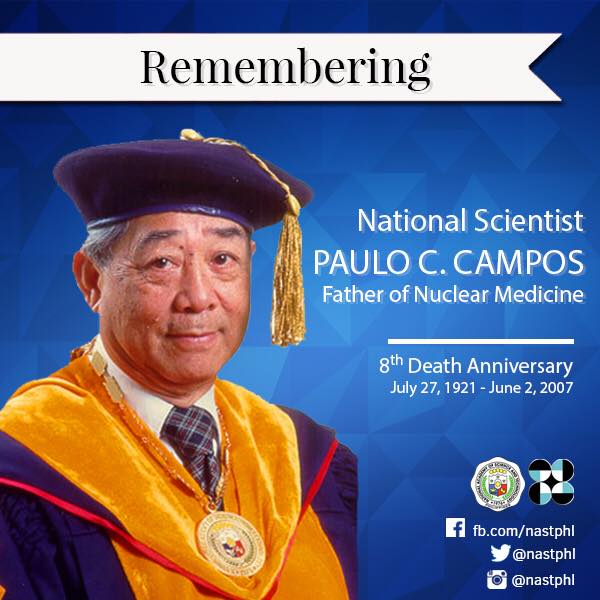 Remembering
National Scientist
PAULO C. CAMPOS
Father of Nuclear Medicine
8th Death Anniversary
July 27, 1921 - June 2, 2007
fb.com/nastphl
@nastphl
@nastphl